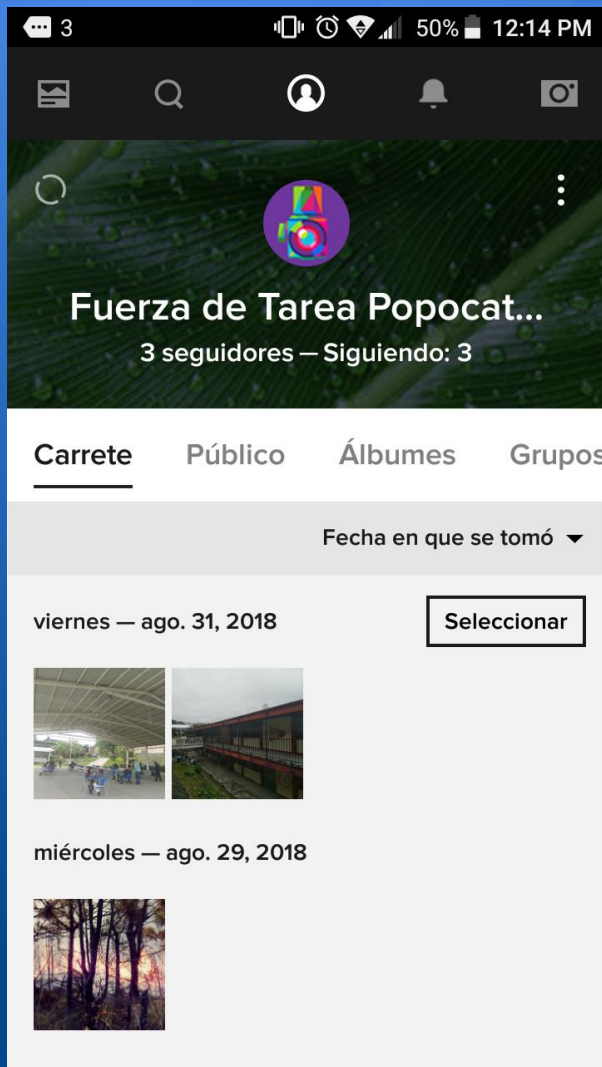 3 50% 12:14 PM
Fuerza de Tarea Popocat...
3 seguidores — Siguiendo: 3
Carrete Público Álbumes Grupos
Fecha en que se tomó
viernes — ago. 31, 2018 Seleccionar
miércoles — ago. 29, 2018